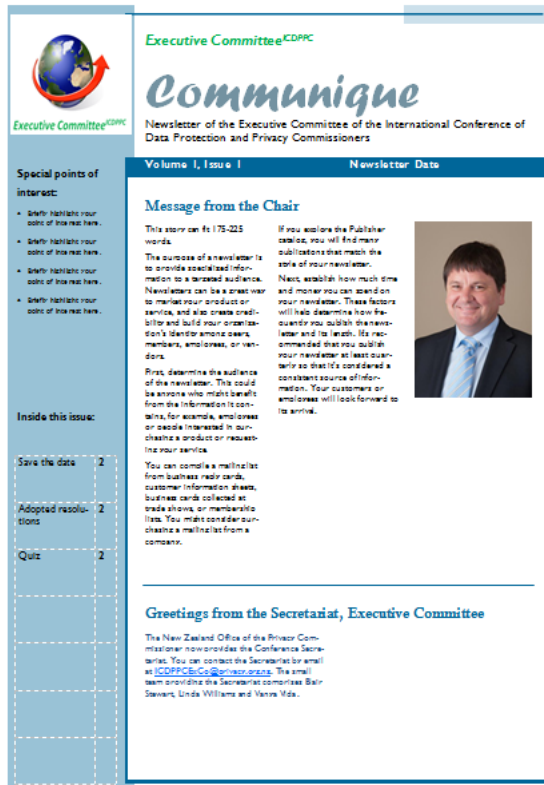 Executive CommitteeICDPPC
Executive CommitteeICDPPC
Communique
Newsletter of the Executive Committee of the International Conference of
Data Protection and Privacy Commissioners
Volume 1, Issue 1
Newsletter Date
Special points of
interest:
• Briefly highlight your
point of interest here.
• Briefly highlight your
point of interest here.
• Briefly highlight your
point of interest here.
• Briefly highlight your
point of interest here.
Inside this issue:
Save the date 2
Adopted resolu-
tions 2
Quiz 2
Message from the Chair
This story can fit 175-225
words.
The purpose of a newsletter is
to provide specialized infor-
mation to a targeted audience.
Newsletters can be a great way
to market your product or
service, and also create credi-
bility and build your organiza-
tion's identity among peers,
members, employees, or ven-
dors.
First, determine the audience
of the newsletter. This could
be anyone who might benefit
from the information it con-
tains, for example, employees
or people interested in pur-
chasing a product or request-
ing your service.
You can compile a mailing list
from business reply cards,
customer information sheets,
business cards collected at
trade shows, or membership
lists. You might consider pur-
chasing a mailing list from a
company.
If you explore the Publisher
catalog, you will find many
publications that match the
style of your newsletter.
Next, establish how much time
and money you can spend on
your newsletter. These factors
will help determine how fre-
quently you publish the news-
letter and its length. It's rec-
ommended that you publish
your newsletter at least quar-
terly so that it's considered a
consistent source of infor-
mation. Your customers or
employees will look forward to
its arrival.
Greetings from the Secretariat, Executive Committee
The New Zealand Office of the Privacy Com-
missioner now provides the Conference Secre-
tariat. You can contact the Secretariat by email
at ICDPPCExCo@privacy.org.nz. The small
team providing the Secretariat comprises Blair
Stewart, Linda Williams and Vanya Vida.